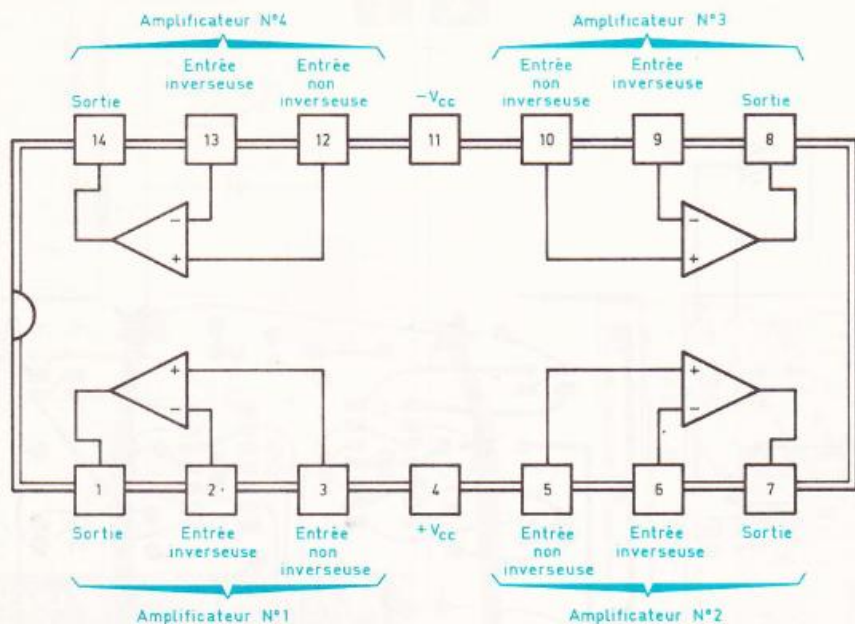 Amplificateur N°4
Amplificateur N°3
Sortie
Entrée
inverseuse
Entrée
non
inverseuse
-Vcc
Entrée
non
inverseuse
Entrée
inverseuse
Sortie
14 13 12 11 10 9 8
- + - +
+ - + -
1 2 3 4 5 6 7
Sortie
Entrée
inverseuse
Entrée
non
inverseuse
+Vcc
Entrée
non
inverseuse
Entrée
inverseuse
Sortie
Amplificateur N°1
Amplificateur N°2